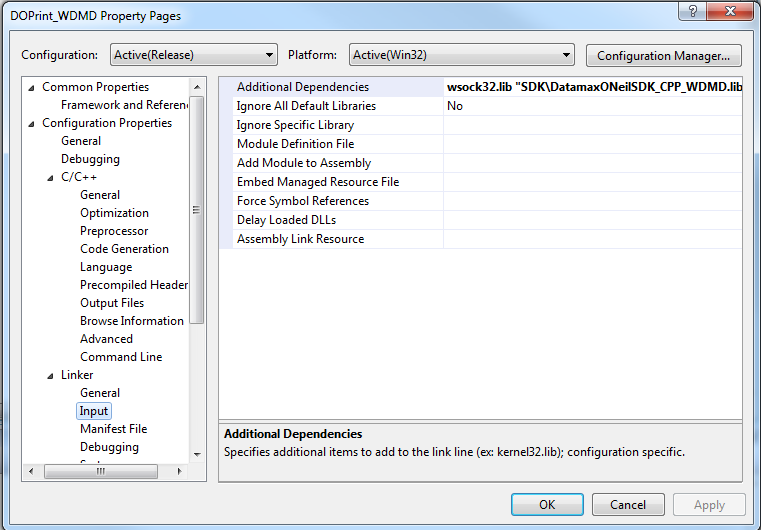 DOPrint_WDMD Property Pages
Configuration: Active(Release) Platform: Active(Win32) Configuration Manager...
Common Properties
Framework and Referen
Configuration Properties
General
Debugging
C/C++
General
Optimization
Preprocessor
Code Generation
Language
Precompiled Header
Output Files
Browse Information
Advanced
Command Line
Linker
General
Input
Manifest File
Debugging
Additional Dependencies wsock32.lib "SDK\DatamaxONeilSDK_CPP_WDMD.lib
Ignore All Default Libraries No
Ignore Specific Library
Module Definition File
Add Module to Assembly
Embed Managed Resource File
Force Symbol References
Delay Loaded DLLs
Assembly Link Resource
Additional Dependencies
Specifies additional items to add to the link line (ex: kernel32.lib); configuration specific.
OK Cancel Apply